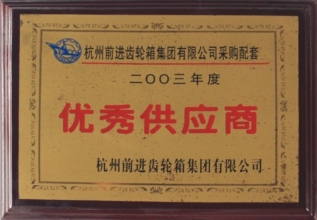 杭州前进齿轮箱集团有限公司采购配套
二〇〇三年度
优秀供应商
杭州前进齿轮箱集团有限公司